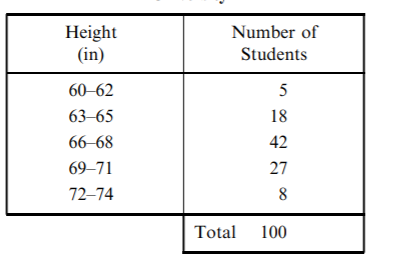 Height Number of
(in) Students
60–62 5
63–65 18
66–68 42
69–71 27
72–74 8
Total 100